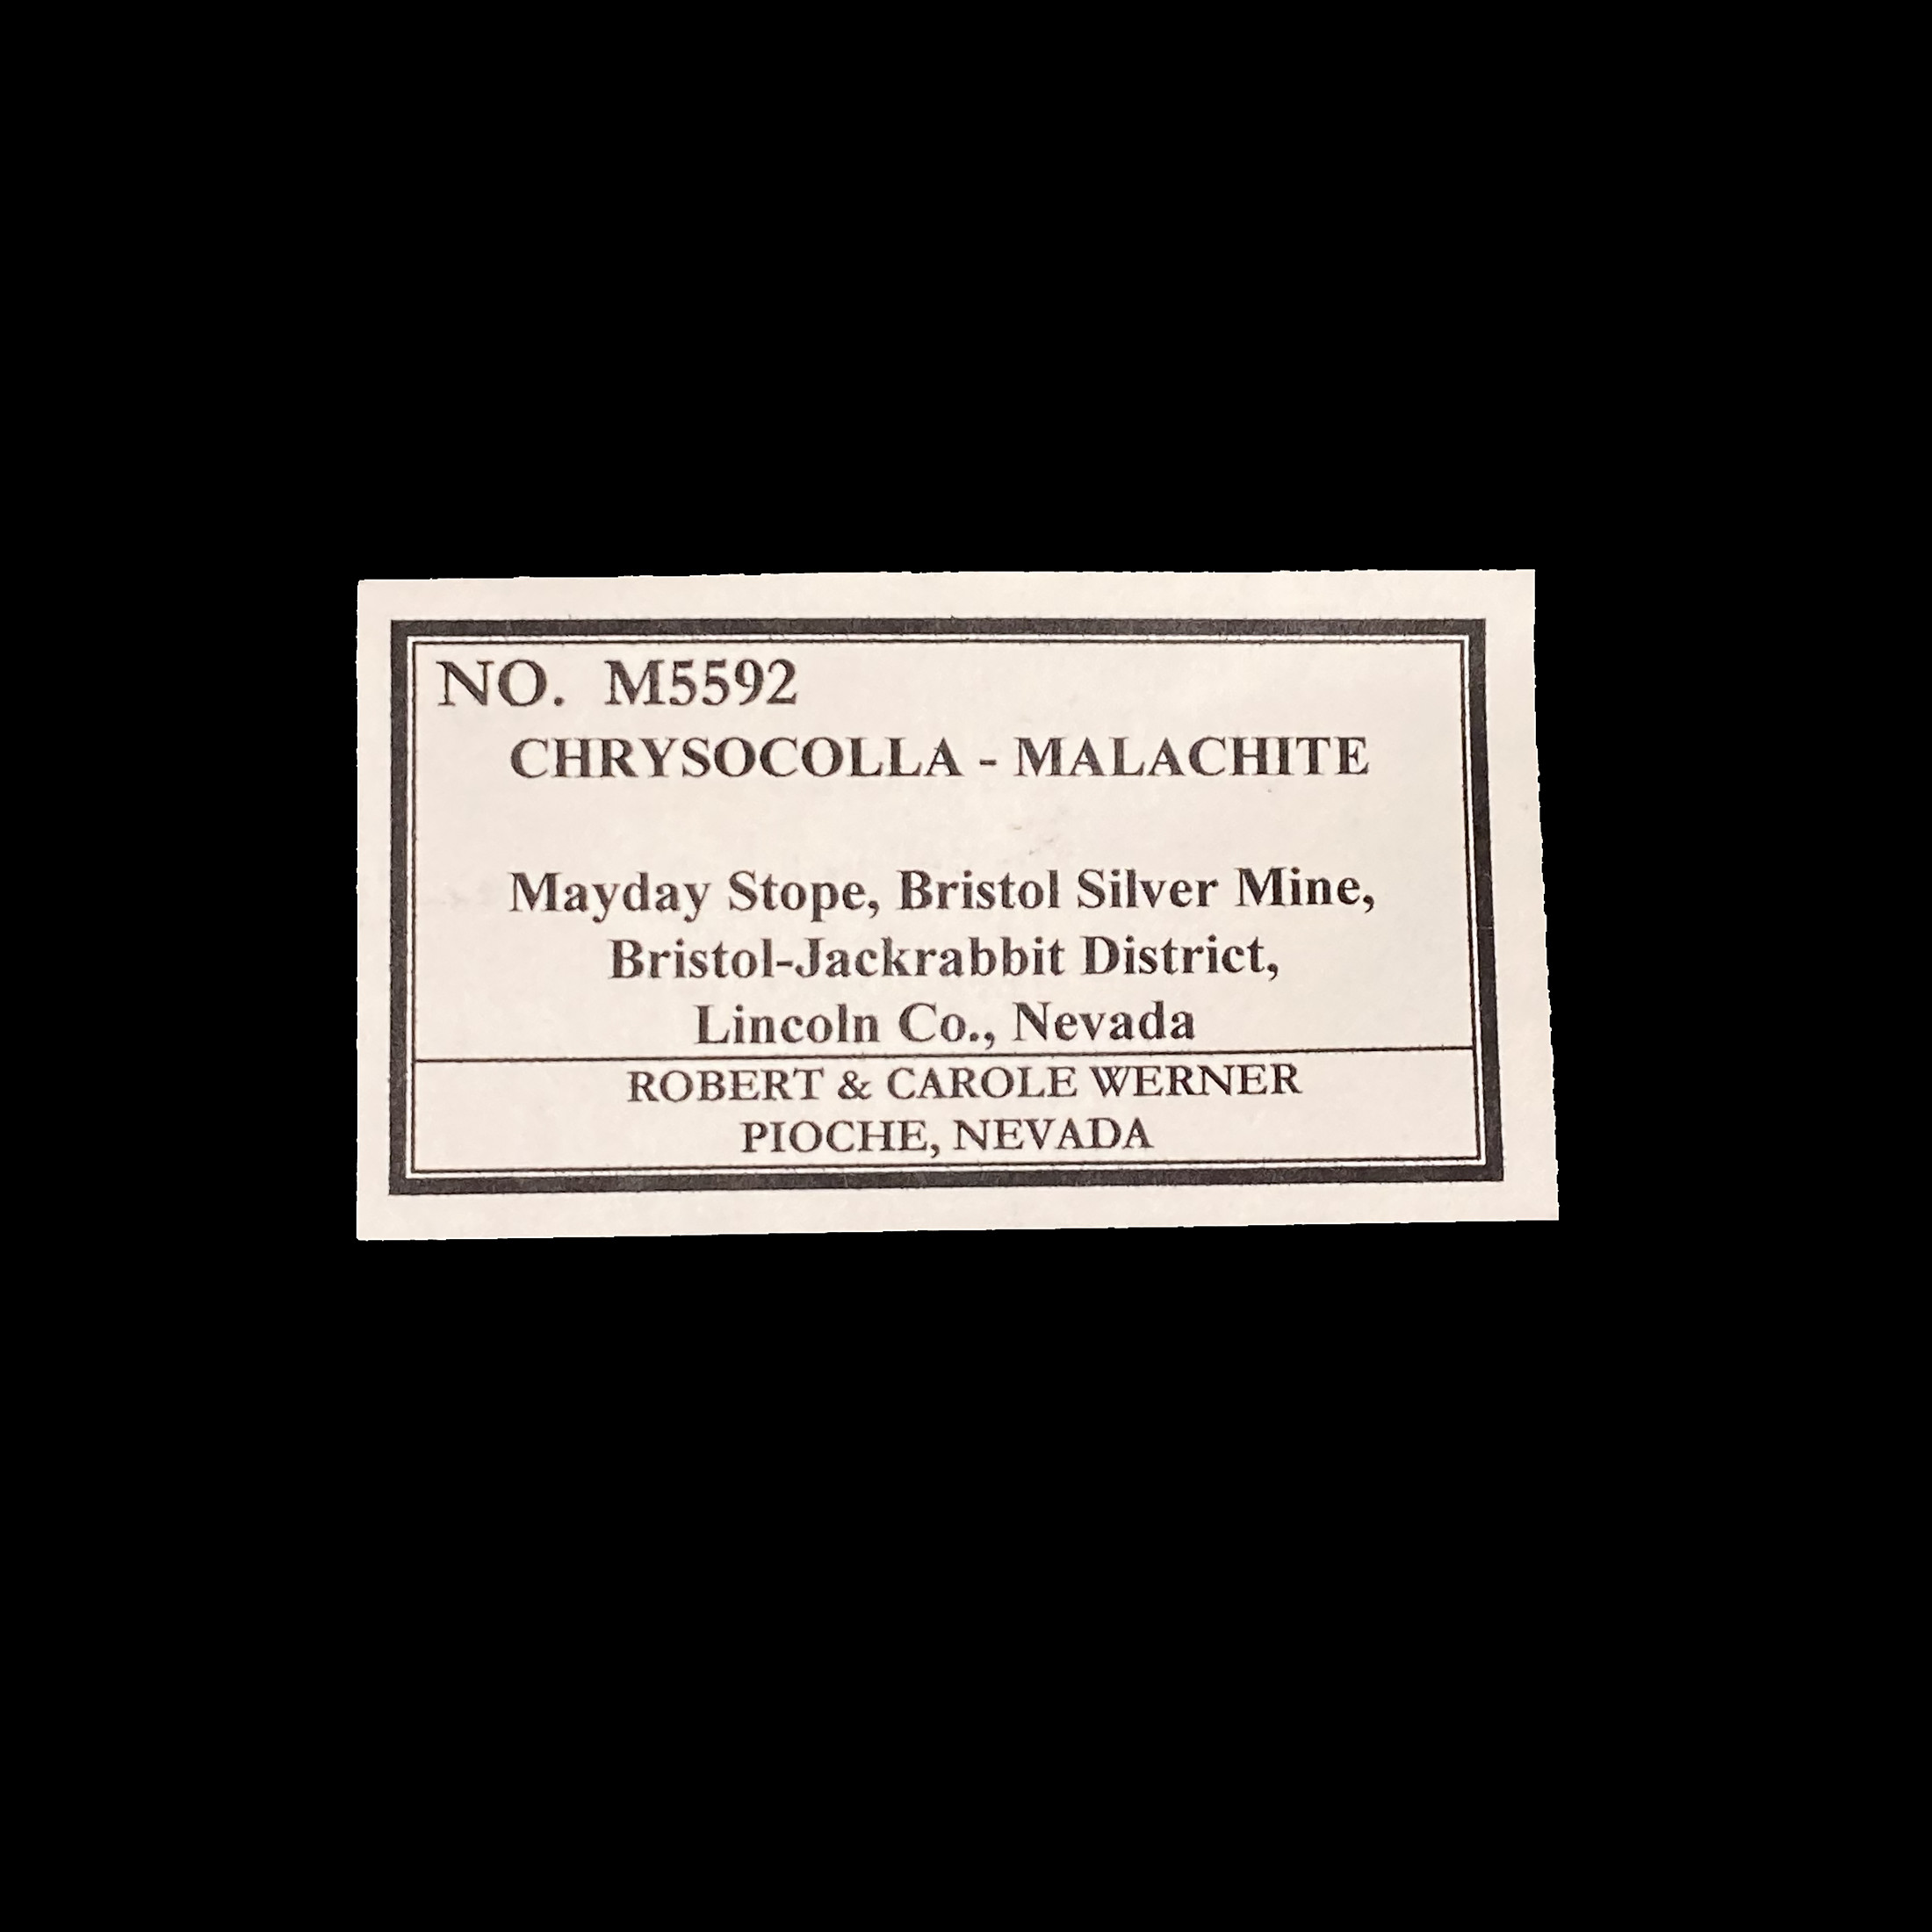 NO. M5592
CHRYSOCOLLA - MALACHITE
Mayday Stope, Bristol Silver Mine,
Bristol-Jackrabbit District,
Lincoln Co., Nevada
ROBERT & CAROLE WERNER
PIOCHE, NEVADA